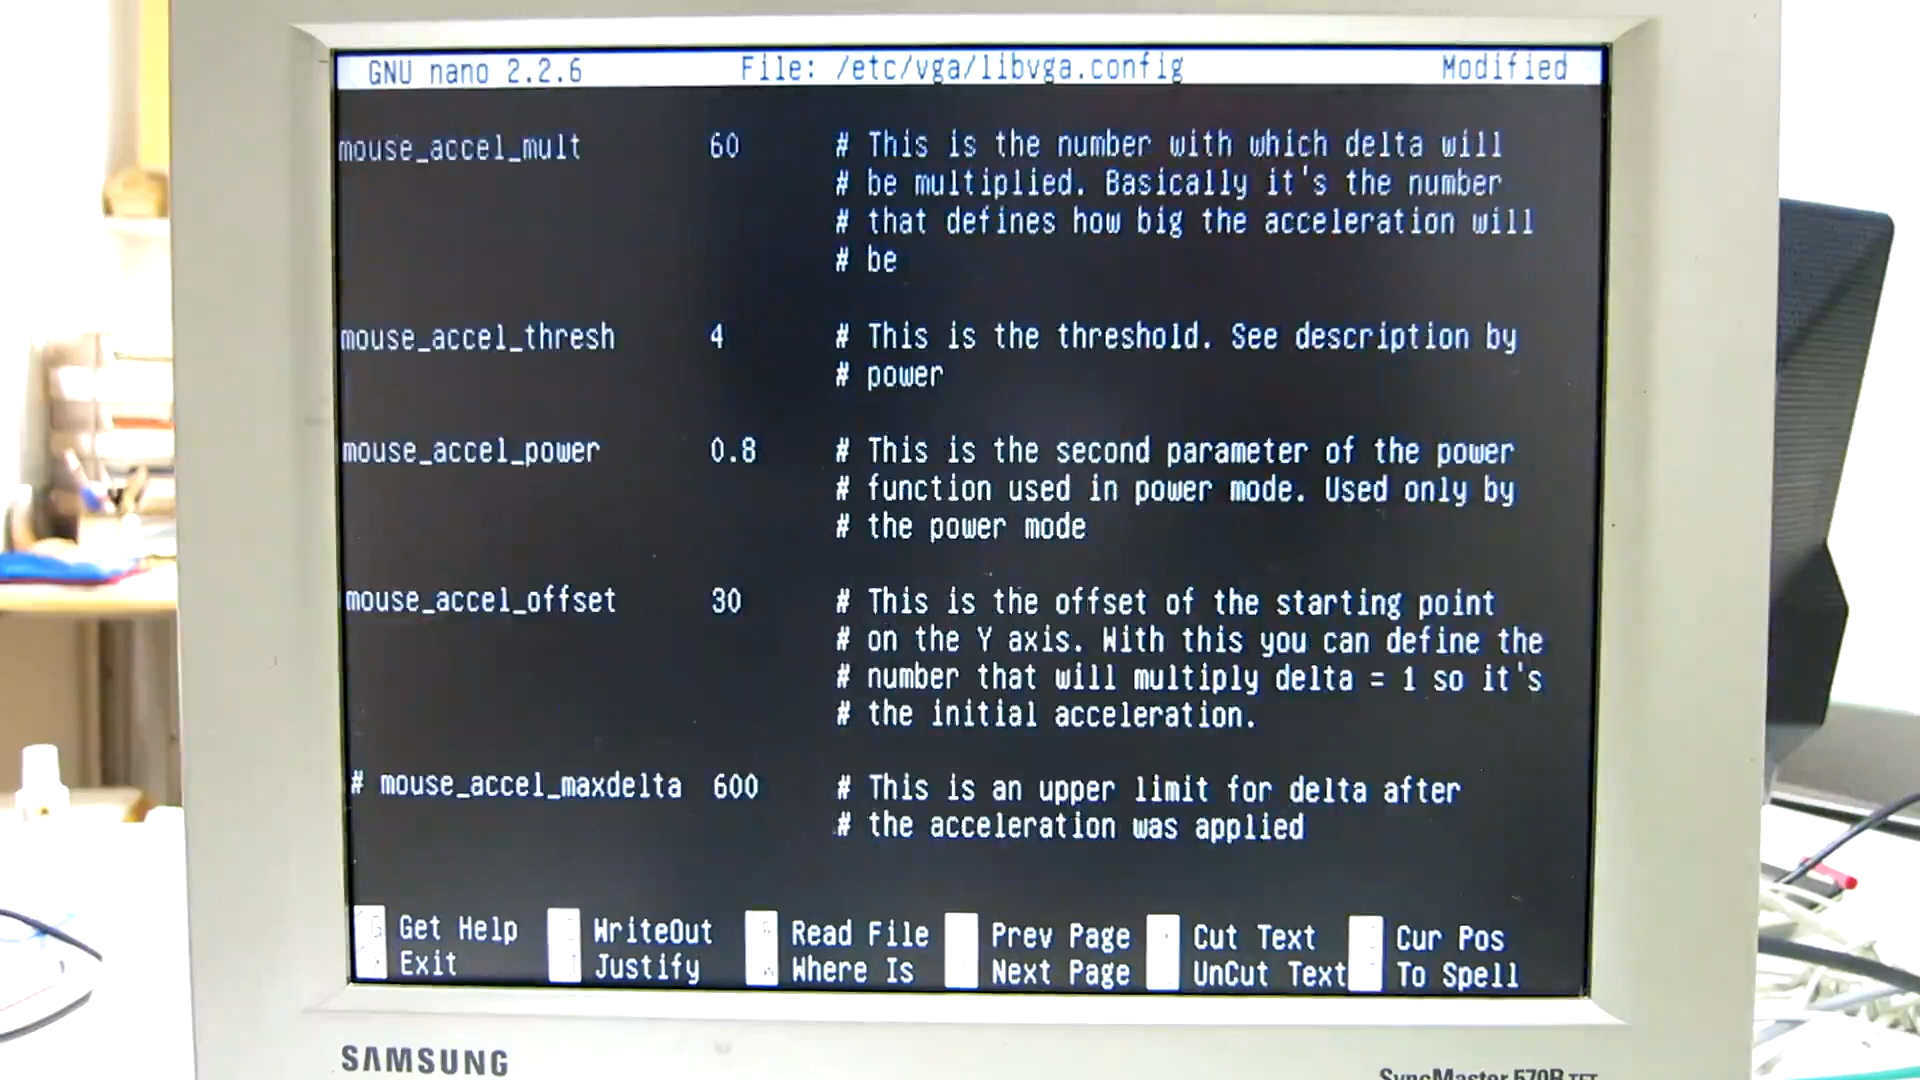 GNU nano 2.2.6 File: /etc/vga/libvga.config Modified
mouse_accel_mult 60 # This is the number with which delta will
# be multiplied. Basically it's the number
# that defines how big the acceleration will
# be
mouse_accel_thresh 4 # This is the threshold. See description by
# power
mouse_accel_power 0.8 # This is the second parameter of the power
# function used in power mode. Used only by
# the power mode
mouse_accel_offset 30 # This is the offset of the starting point
# on the Y axis. With this you can define the
# number that will multiply delta = 1 so it's
# the initial acceleration.
# mouse_accel_maxdelta 600 # This is an upper limit for delta after
# the acceleration was applied
Get Help WriteOut Read File Prev Page Cut Text Cur Pos
Exit Justify Where Is Next Page UnCut Text To Spell
SAMSUNG
SyncMaster 570B TFT